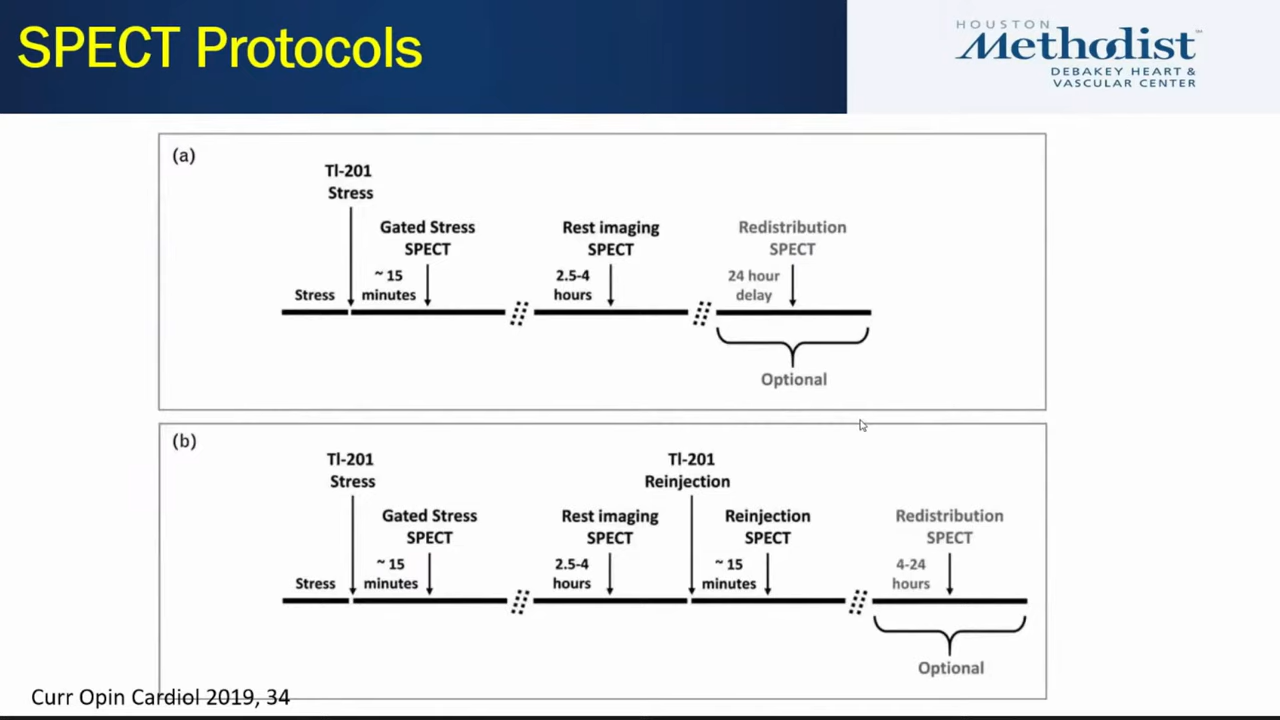 SPECT Protocols
HOUSTON
Methodist
DEBAKEY HEART &
VASCULAR CENTER
(a)
Tl-201
Stress
Gated Stress
SPECT
Rest imaging
SPECT
Redistribution
SPECT
Stress
~ 15
minutes
2.5-4
hours
24 hour
delay
Optional
(b)
Tl-201
Stress
Tl-201
Reinjection
Gated Stress
SPECT
Rest imaging
SPECT
Reinjection
SPECT
Redistribution
SPECT
Stress
~ 15
minutes
2.5-4
hours
~ 15
minutes
4-24
hours
Optional
Curr Opin Cardiol 2019, 34